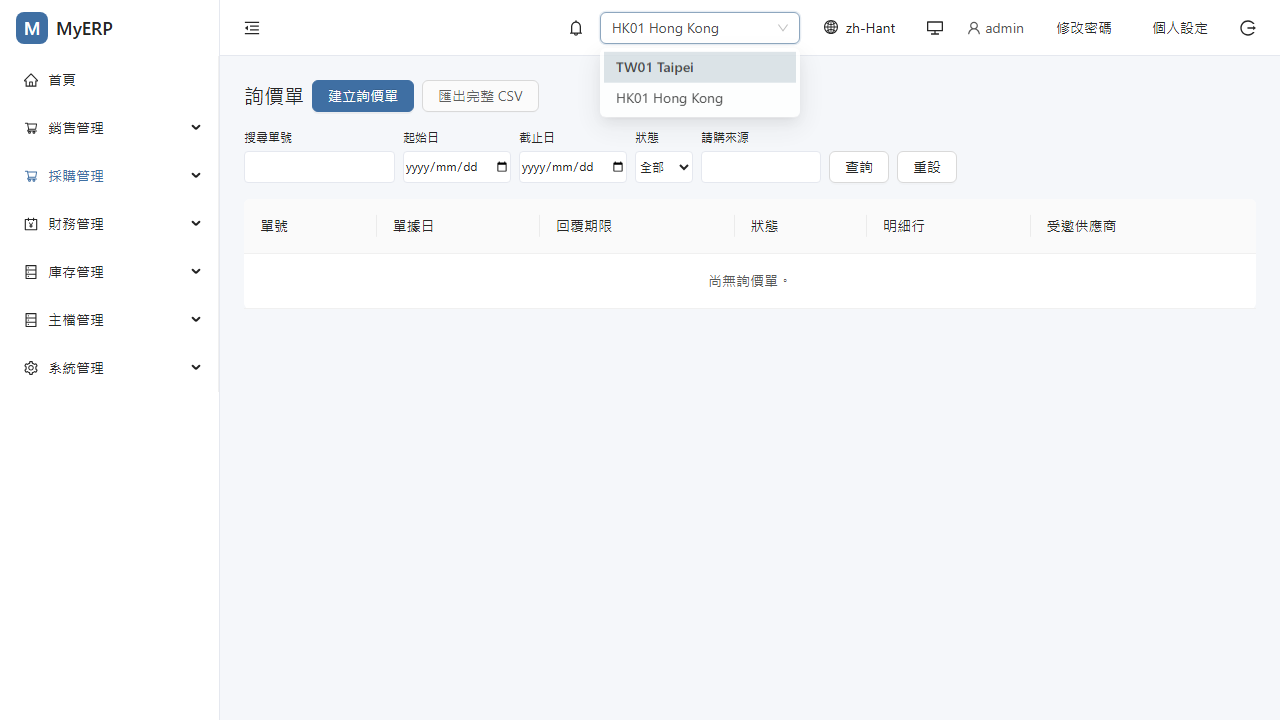 M MyERP
HK01 Hong Kong
zh-Hant
admin
修改密碼
個人設定
TW01 Taipei
HK01 Hong Kong
首頁
銷售管理
採購管理
財務管理
庫存管理
主檔管理
系統管理
詢價單
建立詢價單
匯出完整 CSV
搜尋單號
起始日
截止日
狀態
請購來源
yyyy/mm/dd
yyyy/mm/dd
全部
查詢
重設
單號
單據日
回覆期限
狀態
明細行
受邀供應商
尚無詢價單。